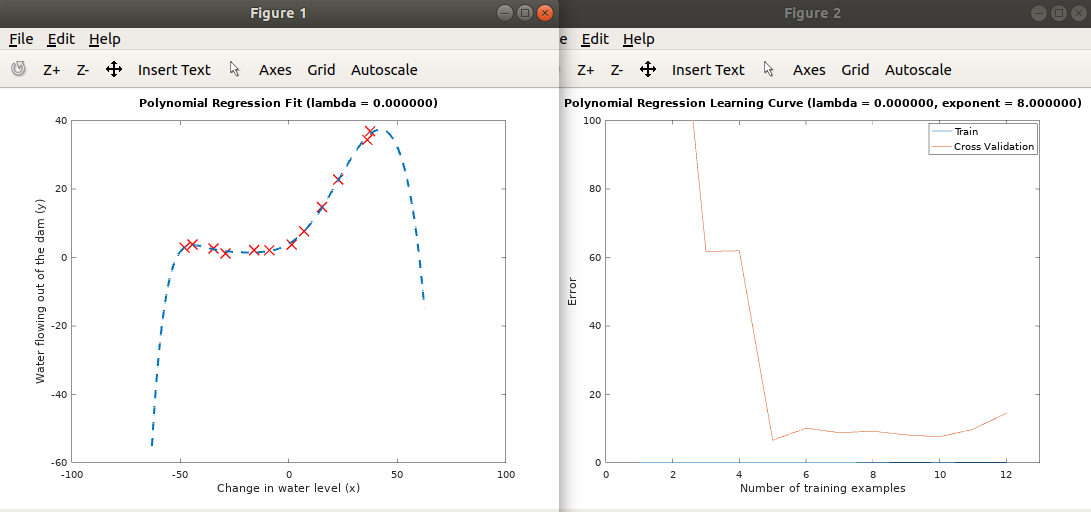 Figure 1
File Edit Help
Z+ Z- Insert Text Axes Grid Autoscale
Polynomial Regression Fit (lambda = 0.000000)
40
20
0
-20
-40
-60
-100 -50 0 50 100
Water flowing out of the dam (y)
Change in water level (x)
Figure 2
e Edit Help
Z+ Z- Insert Text Axes Grid Autoscale
Polynomial Regression Learning Curve (lambda = 0.000000, exponent = 8.000000)
Train
Cross Validation
100
80
60
40
20
0
0 2 4 6 8 10 12
Error
Number of training examples